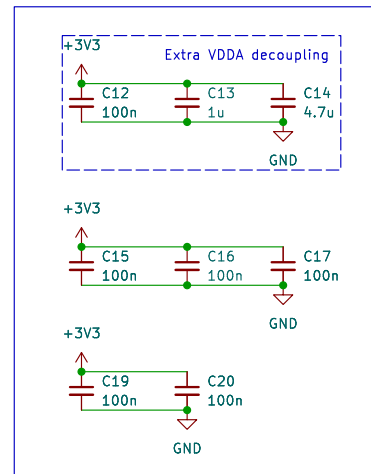 +3V3
Extra VDDA decoupling
C12
100n
C13
1u
C14
4.7u
GND
+3V3
C15
100n
C16
100n
C17
100n
GND
+3V3
C19
100n
C20
100n
GND